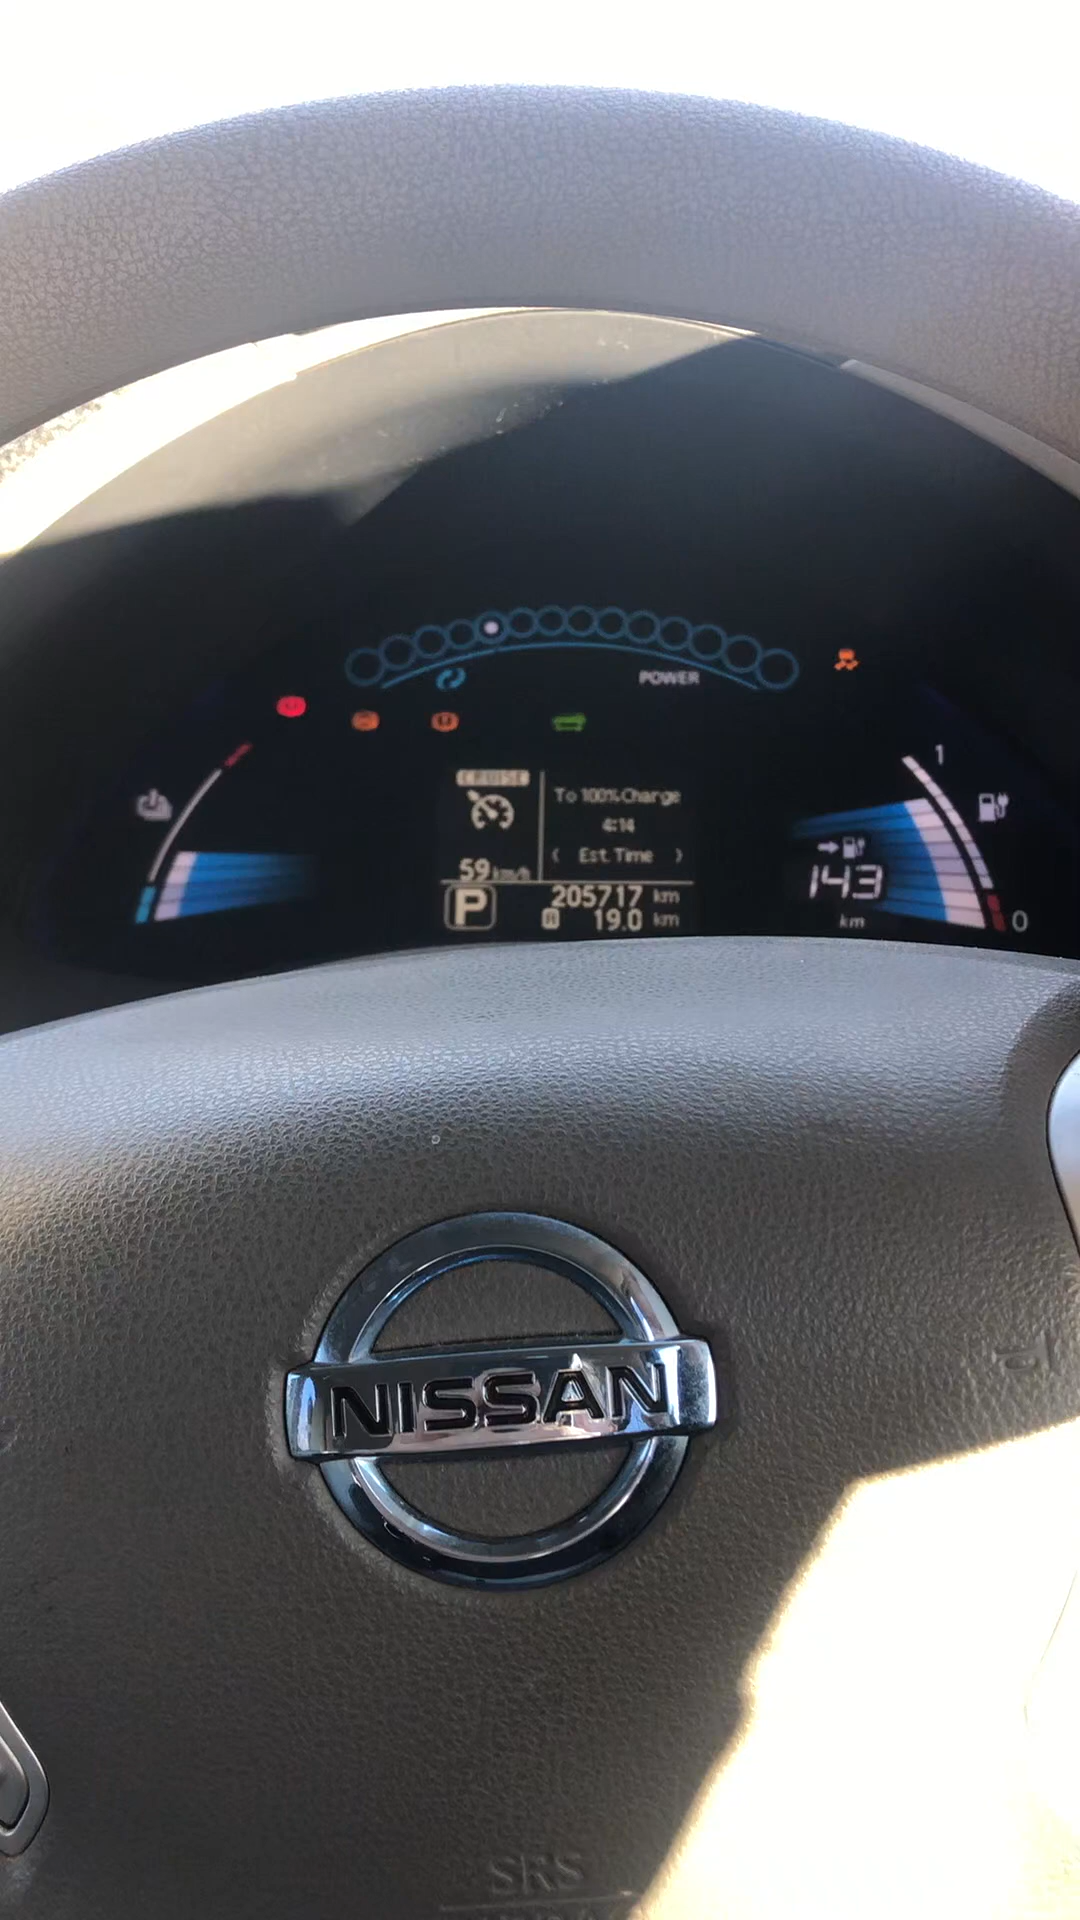 POWER
CRUISE
To 100% Charge
4:14
Est. Time
59 km/h
P
205717 km
A 19.0 km
1
143
km
0
NISSAN
SRS